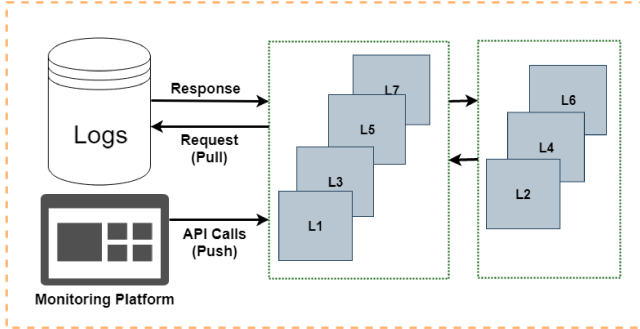 Response
Logs
Request
(Pull)
API Calls
(Push)
Monitoring Platform
L7
L5
L3
L1
L6
L4
L2